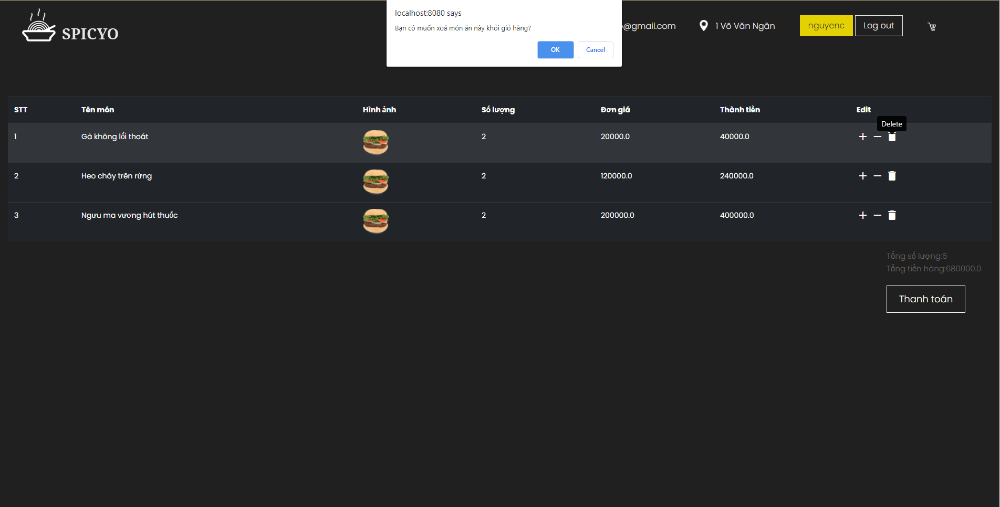 localhost:8080 says
Bạn có muốn xoá món ăn này khỏi giỏ hàng?
OK Cancel
SPICYO
@gmail.com 1 Võ Văn Ngân nguyenc Log out
STT Tên món Hình ảnh Số lượng Đơn giá Thành tiền Edit
Delete
1 Gà không lối thoát 2 20000.0 40000.0
2 Heo cháy trên rừng 2 120000.0 240000.0
3 Ngưu ma vương hút thuốc 2 200000.0 400000.0
Tổng số lượng:6
Tổng tiền hàng:680000.0
Thanh toán